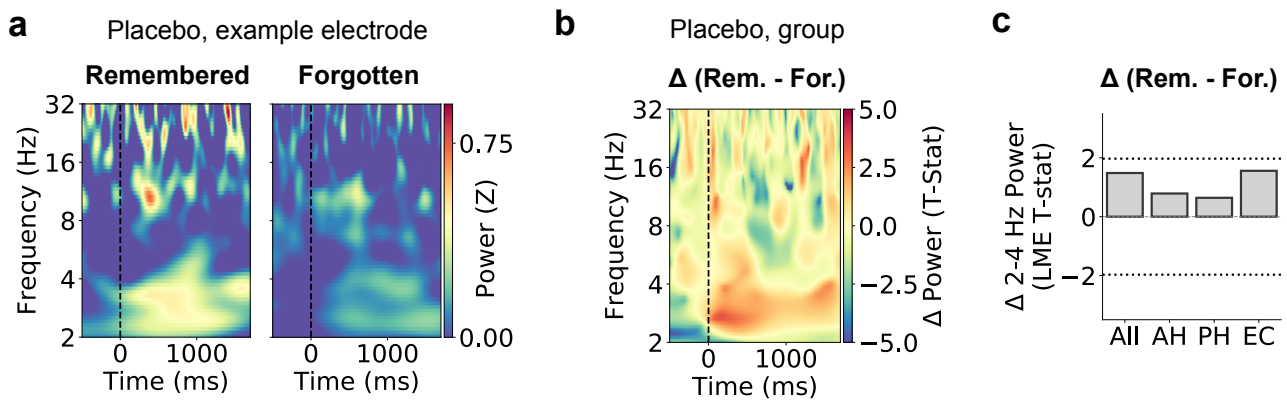 a
Placebo, example electrode
Remembered
Forgotten
Frequency (Hz)
32
16
8
4
2
0
1000
Time (ms)
0
1000
Time (ms)
0.75
0.00
Power (Z)
b
Placebo, group
Δ (Rem. - For.)
Frequency (Hz)
32
16
8
4
2
0
1000
Time (ms)
5.0
2.5
0.0
−2.5
−5.0
Δ Power (T-Stat)
c
Δ (Rem. - For.)
Δ 2-4 Hz Power
(LME T-stat)
2
0
−2
All AH PH EC